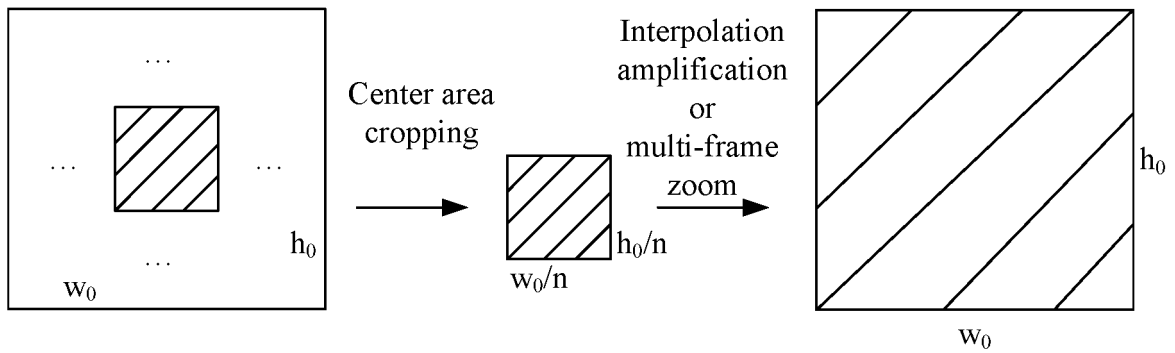 ...
... ...
...
h₀
w₀
Center area
cropping
w₀/n
h₀/n
Interpolation
amplification
or
multi-frame
zoom
h₀
w₀